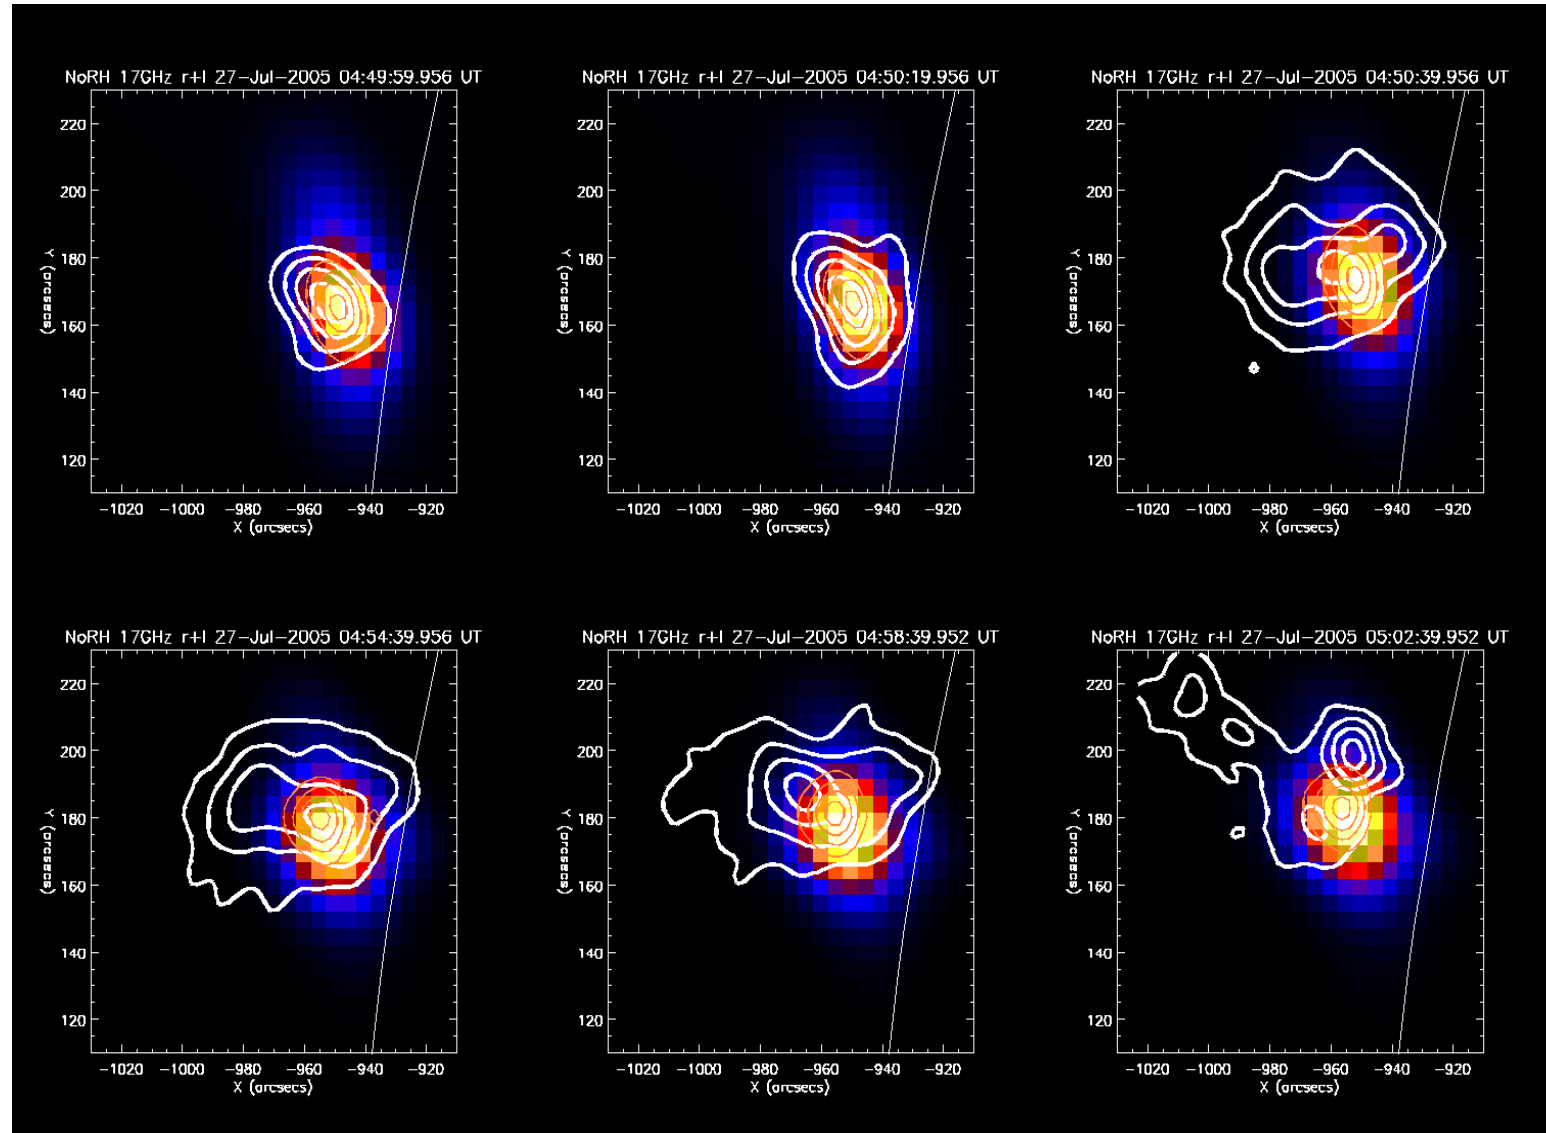 NoRH 17GHz r+l 27-Jul-2005 04:49:59.956 UT
220
200
180
160
140
120
Y (arcsecs)
-1020 -1000 -980 -960 -940 -920
X (arcsecs)
NoRH 17GHz r+l 27-Jul-2005 04:50:19.956 UT
220
200
180
160
140
120
Y (arcsecs)
-1020 -1000 -980 -960 -940 -920
X (arcsecs)
NoRH 17GHz r+l 27-Jul-2005 04:50:39.956 UT
220
200
180
160
140
120
Y (arcsecs)
-1020 -1000 -980 -960 -940 -920
X (arcsecs)
NoRH 17GHz r+l 27-Jul-2005 04:54:39.956 UT
220
200
180
160
140
120
Y (arcsecs)
-1020 -1000 -980 -960 -940 -920
X (arcsecs)
NoRH 17GHz r+l 27-Jul-2005 04:58:39.952 UT
220
200
180
160
140
120
Y (arcsecs)
-1020 -1000 -980 -960 -940 -920
X (arcsecs)
NoRH 17GHz r+l 27-Jul-2005 05:02:39.952 UT
220
200
180
160
140
120
Y (arcsecs)
-1020 -1000 -980 -960 -940 -920
X (arcsecs)